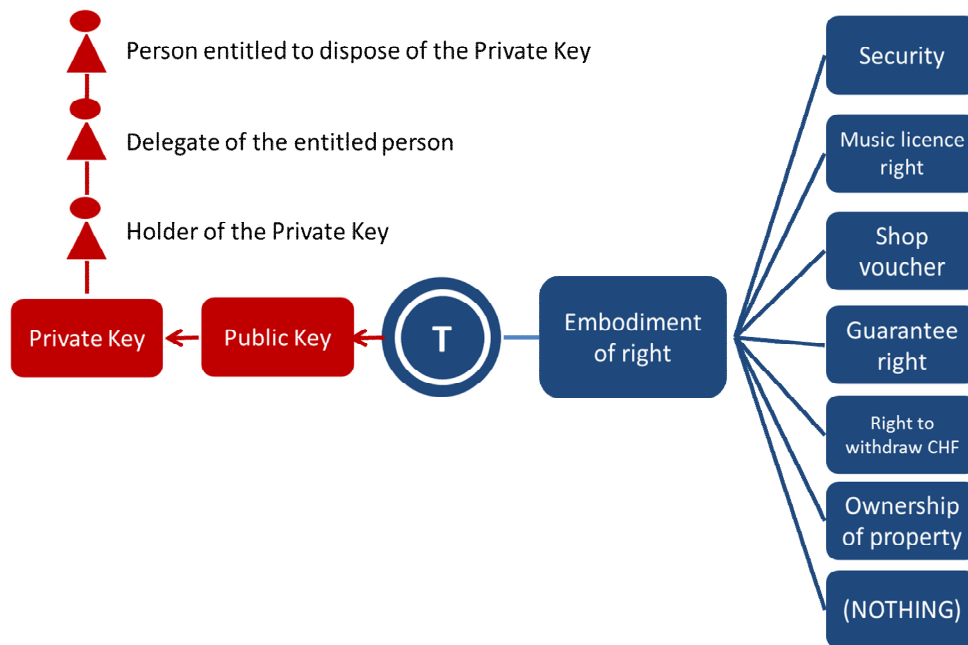 Person entitled to dispose of the Private Key
Delegate of the entitled person
Holder of the Private Key
Private Key
Public Key
T
Embodiment
of right
Security
Music licence
right
Shop
voucher
Guarantee
right
Right to
withdraw CHF
Ownership
of property
(NOTHING)